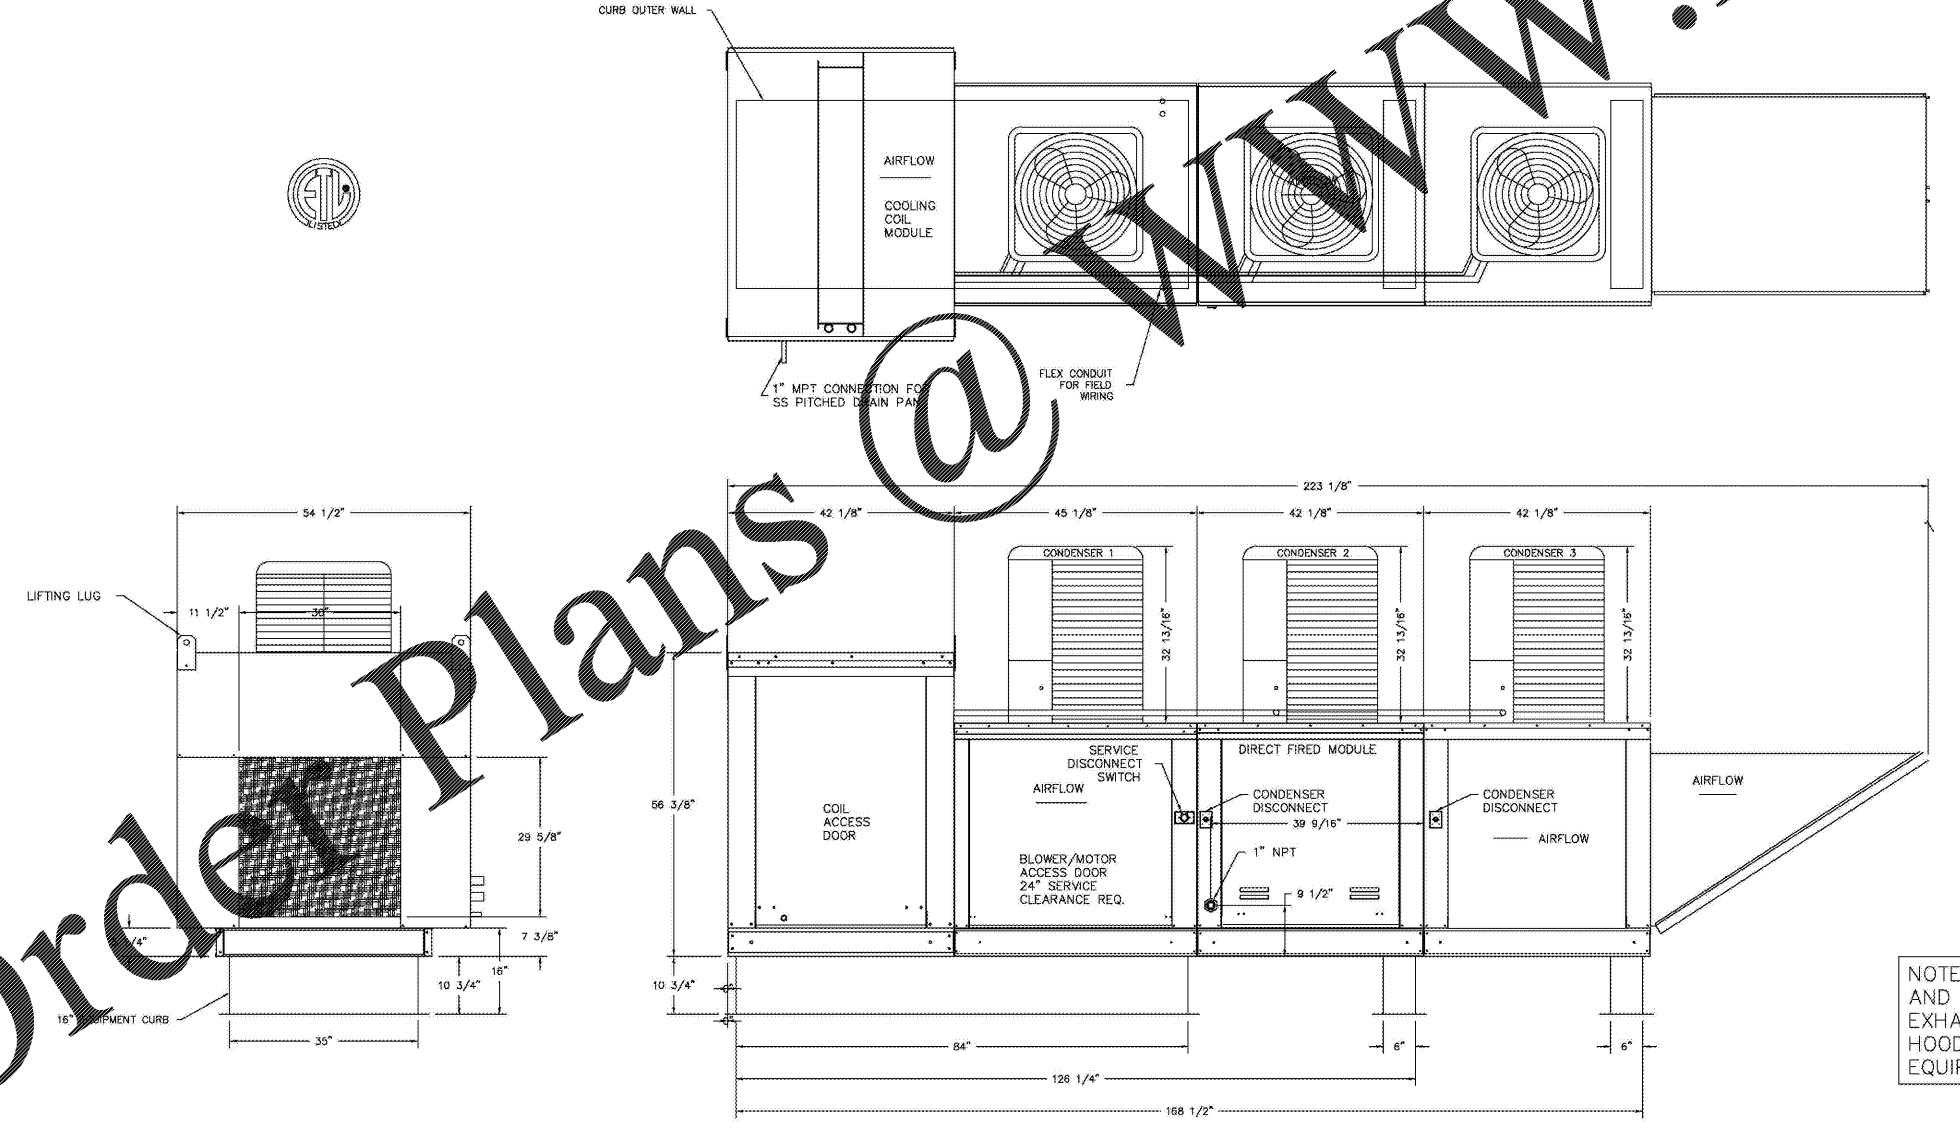 CURB OUTER WALL
AIRFLOW
COOLING
COIL
MODULE
LISTED
1" MPT CONNECTION FOR
SS PITCHED DRAIN PAN
FLEX CONDUIT
FOR FIELD
WIRING
Order Plans @ www.
223 1/8"
54 1/2"
42 1/8"
45 1/8"
42 1/8"
42 1/8"
CONDENSER 1
CONDENSER 2
CONDENSER 3
LIFTING LUG
11 1/2"
30"
32 13/16"
32 13/16"
32 13/16"
SERVICE
DISCONNECT
SWITCH
DIRECT FIRED MODULE
AIRFLOW
AIRFLOW
CONDENSER
DISCONNECT
CONDENSER
DISCONNECT
56 3/8"
COIL
ACCESS
DOOR
39 9/16"
AIRFLOW
29 5/8"
1" NPT
BLOWER/MOTOR
ACCESS DOOR
24" SERVICE
CLEARANCE REQ.
9 1/2"
7 3/8"
16"
10 3/4"
10 3/4"
16" EQUIPMENT CURB
35"
84"
6"
6"
126 1/4"
168 1/2"
NOTE
AND
EXHA
HOOD
EQUIP